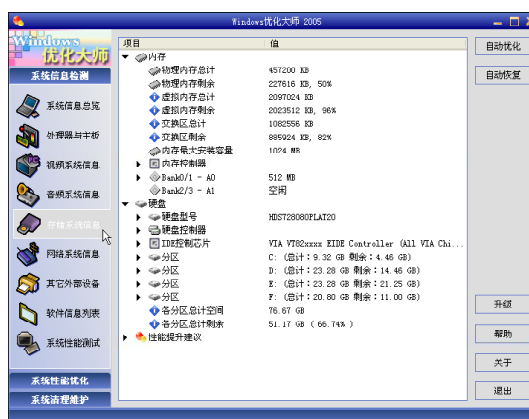 Windows优化大师 2005
Windows
优化大师
系统信息检测
系统信息总览
处理器与主板
视频系统信息
音频系统信息
存储系统信息
网络系统信息
其它外部设备
软件信息列表
系统性能测试
系统性能优化
系统清理维护
项目 值
内存
物理内存总计 457200 KB
物理内存剩余 227616 KB, 50%
虚拟内存总计 2097024 KB
虚拟内存剩余 2023512 KB, 96%
交换区总计 1082556 KB
交换区剩余 885924 KB, 82%
内存最大安装容量 1024 MB
内存控制器
Bank0/1 - A0 512 MB
Bank2/3 - A1 空闲
硬盘
硬盘型号 HDS728080PLAT20
硬盘控制器
IDE控制芯片 VIA VT82xxxx EIDE Controller (All VIA Chi...
分区 C: (总计：9.32 GB 剩余：4.46 GB)
分区 D: (总计：23.28 GB 剩余：14.46 GB)
分区 E: (总计：23.28 GB 剩余：21.25 GB)
分区 F: (总计：20.80 GB 剩余：11.00 GB)
各分区总计空间 76.67 GB
各分区总计剩余 51.17 GB ( 66.74% )
性能提升建议
自动优化
自动恢复
升级
帮助
关于
退出